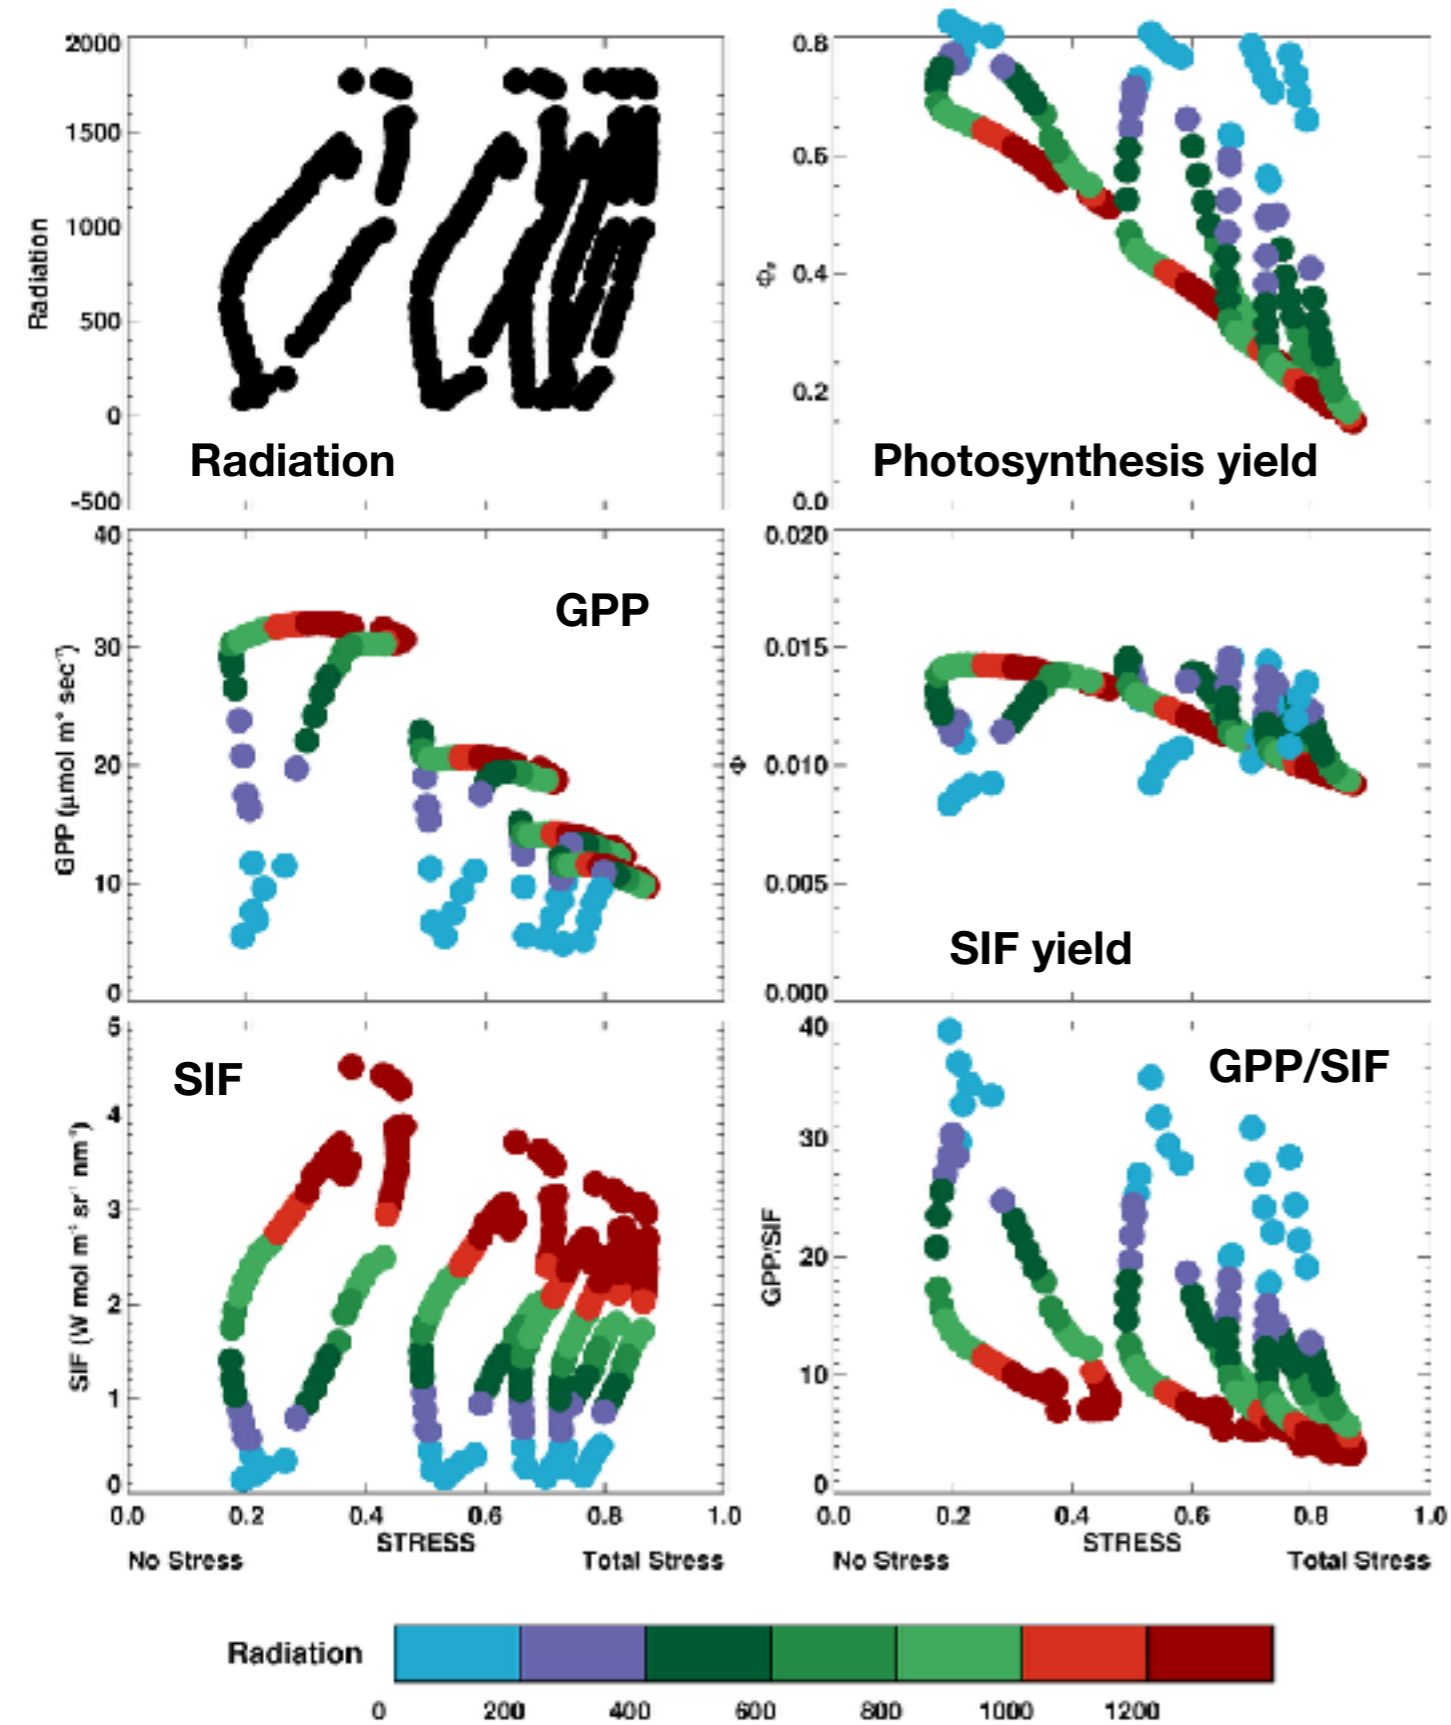 2000
1500
1000
500
0
-500
Radiation
Radiation
0.8
0.6
0.4
0.2
0.0
Photosynthesis yield
40
30
20
10
0
GPP (μmol m² sec⁻¹)
GPP
0.020
0.015
0.010
0.005
0.000
Φ
SIF yield
5
4
3
2
1
0
SIF (W mol m⁻² sr⁻¹ nm⁻¹)
SIF
0.0 0.2 0.4 0.6 0.8 1.0
STRESS
No Stress Total Stress
40
30
20
10
0
GPP/SIF
GPP/SIF
0.0 0.2 0.4 0.6 0.8 1.0
STRESS
No Stress Total Stress
Radiation
0 200 400 600 800 1000 1200